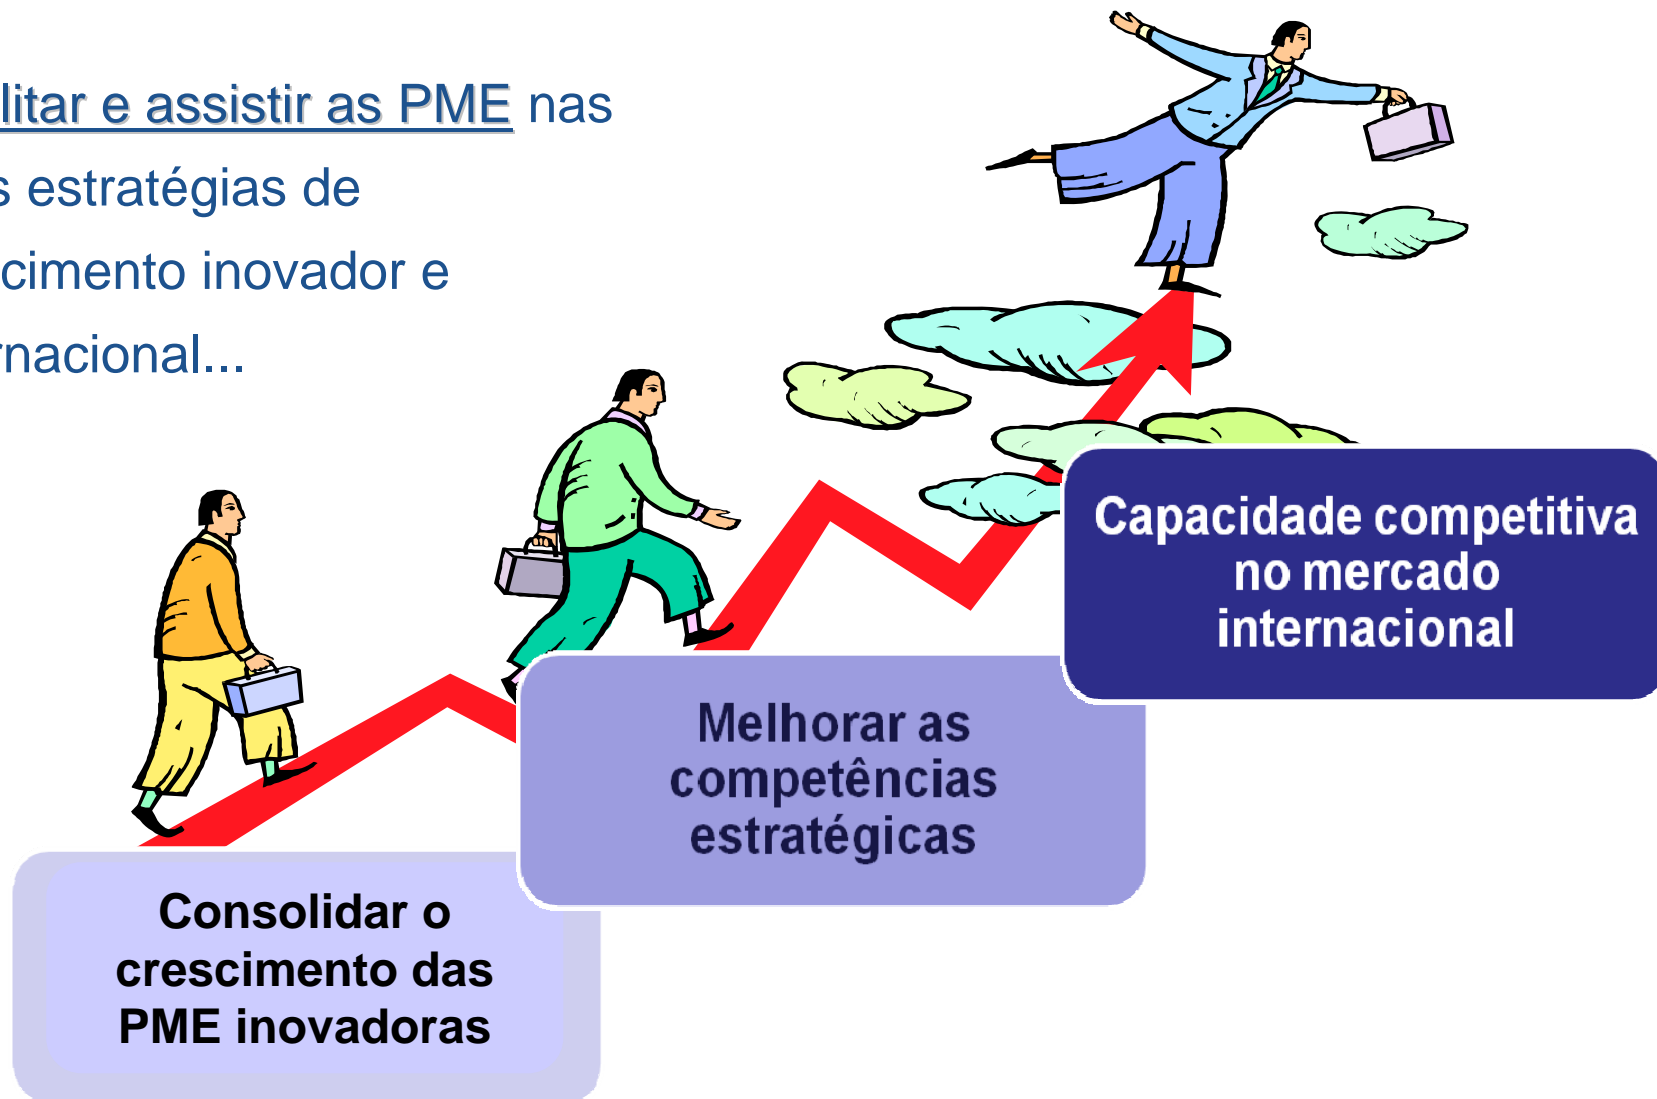 litar e assistir as PME nas
s estratégias de
cimento inovador e
rnacional...
Capacidade competitiva
no mercado
internacional
Melhorar as
competências
estratégicas
Consolidar o
crescimento das
PME inovadoras